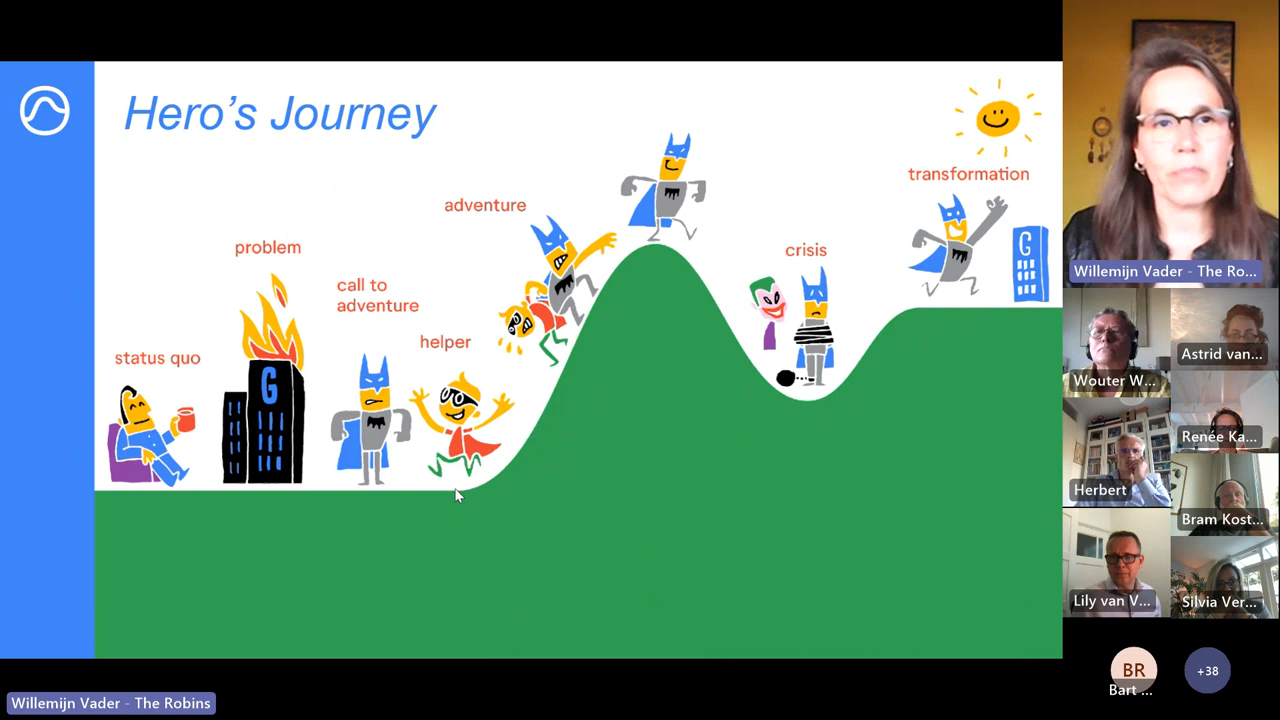 Hero's Journey
status quo
problem
G
call to
adventure
helper
adventure
crisis
transformation
G
Willemijn Vader - The Ro...
Wouter W...
Astrid van...
Renée Ka...
Herbert
Bram Kost...
Lily van V...
Silvia Ver...
BR
Bart ...
+38
Willemijn Vader - The Robins